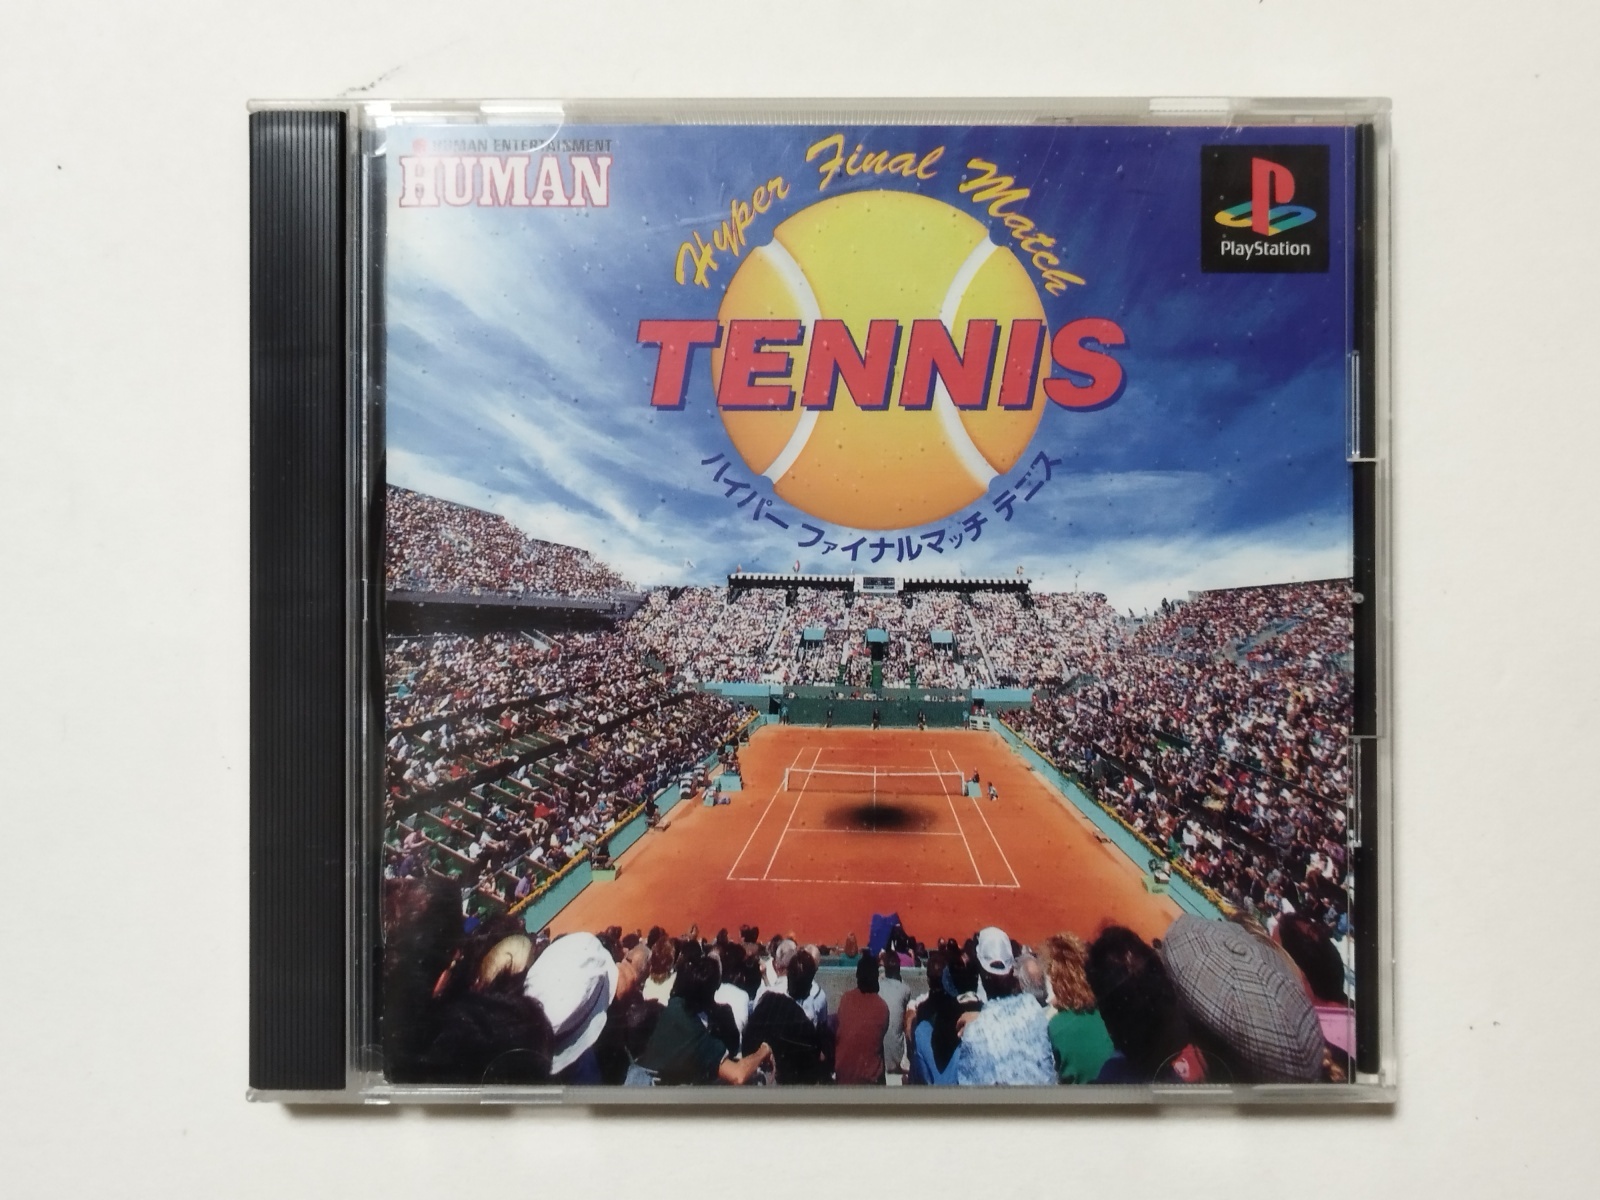 HUMAN ENTERTAINMENT
HUMAN
Hyper Final Match
TENNIS
ハイパー ファイナルマッチ テニス
PlayStation